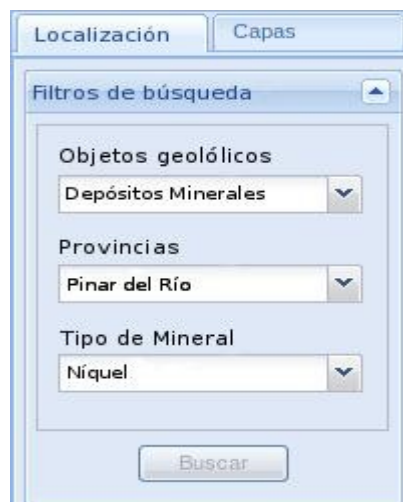 Localización
Capas
Filtros de búsqueda
Objetos geolólicos
Depósitos Minerales
Provincias
Pinar del Río
Tipo de Mineral
Níquel
Buscar